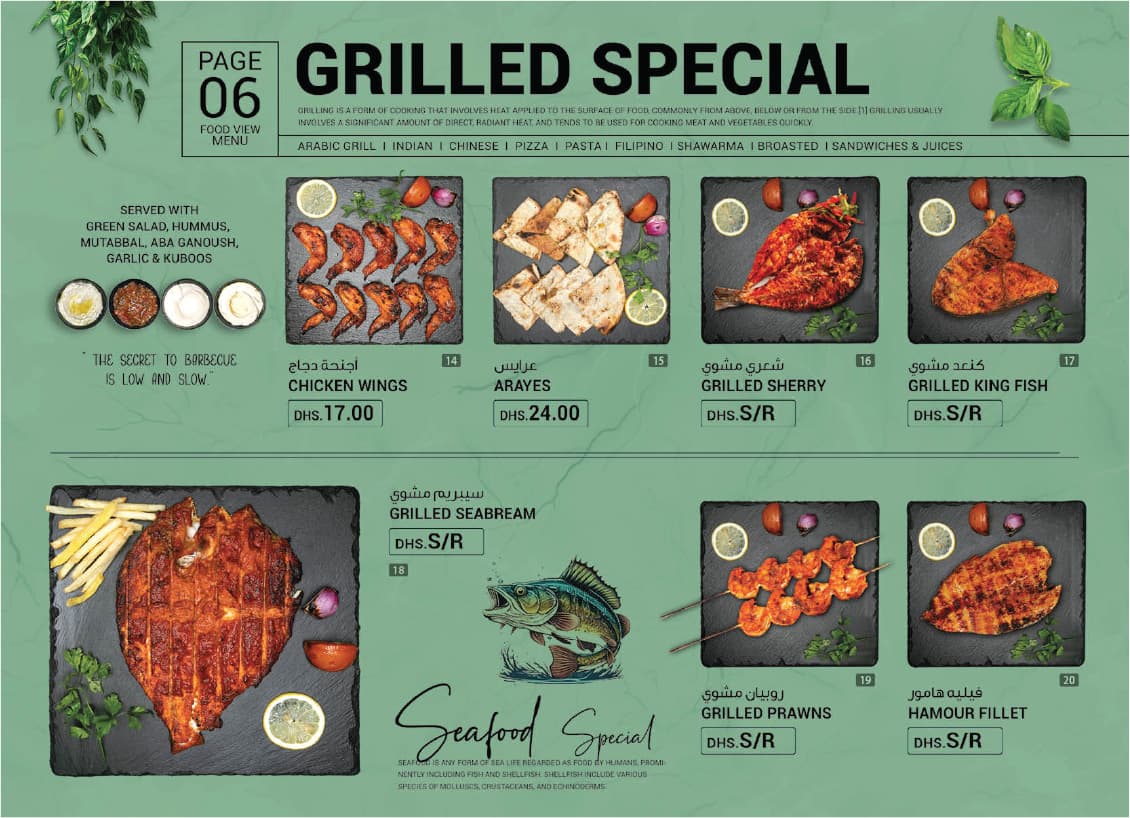 PAGE
06
FOOD VIEW
MENU
GRILLED SPECIAL
GRILLING IS A FORM OF COOKING THAT INVOLVES HEAT APPLIED TO THE SURFACE OF FOOD, COMMONLY FROM ABOVE, BELOW OR FROM THE SIDE.[1] GRILLING USUALLY
INVOLVES A SIGNIFICANT AMOUNT OF DIRECT, RADIANT HEAT, AND TENDS TO BE USED FOR COOKING MEAT AND VEGETABLES QUICKLY.
ARABIC GRILL I INDIAN I CHINESE I PIZZA I PASTA I FILIPINO I SHAWARMA I BROASTED I SANDWICHES & JUICES
SERVED WITH
GREEN SALAD, HUMMUS,
MUTABBAL, ABA GANOUSH,
GARLIC & KUBOOS
" THE SECRET TO BARBECUE
IS LOW AND SLOW."
14
أجنحة دجاج
CHICKEN WINGS
DHS.17.00
15
عرايس
ARAYES
DHS.24.00
16
شعري مشوي
GRILLED SHERRY
DHS.S/R
17
كنعد مشوي
GRILLED KING FISH
DHS.S/R
سيبريم مشوي
GRILLED SEABREAM
DHS.S/R
18
Seafood Special
SEAFOOD IS ANY FORM OF SEA LIFE REGARDED AS FOOD BY HUMANS, PROMI-
NENTLY INCLUDING FISH AND SHELLFISH. SHELLFISH INCLUDE VARIOUS
SPECIES OF MOLLUSCS, CRUSTACEANS, AND ECHINODERMS.
19
روبيان مشوي
GRILLED PRAWNS
DHS.S/R
20
فيليه هامور
HAMOUR FILLET
DHS.S/R